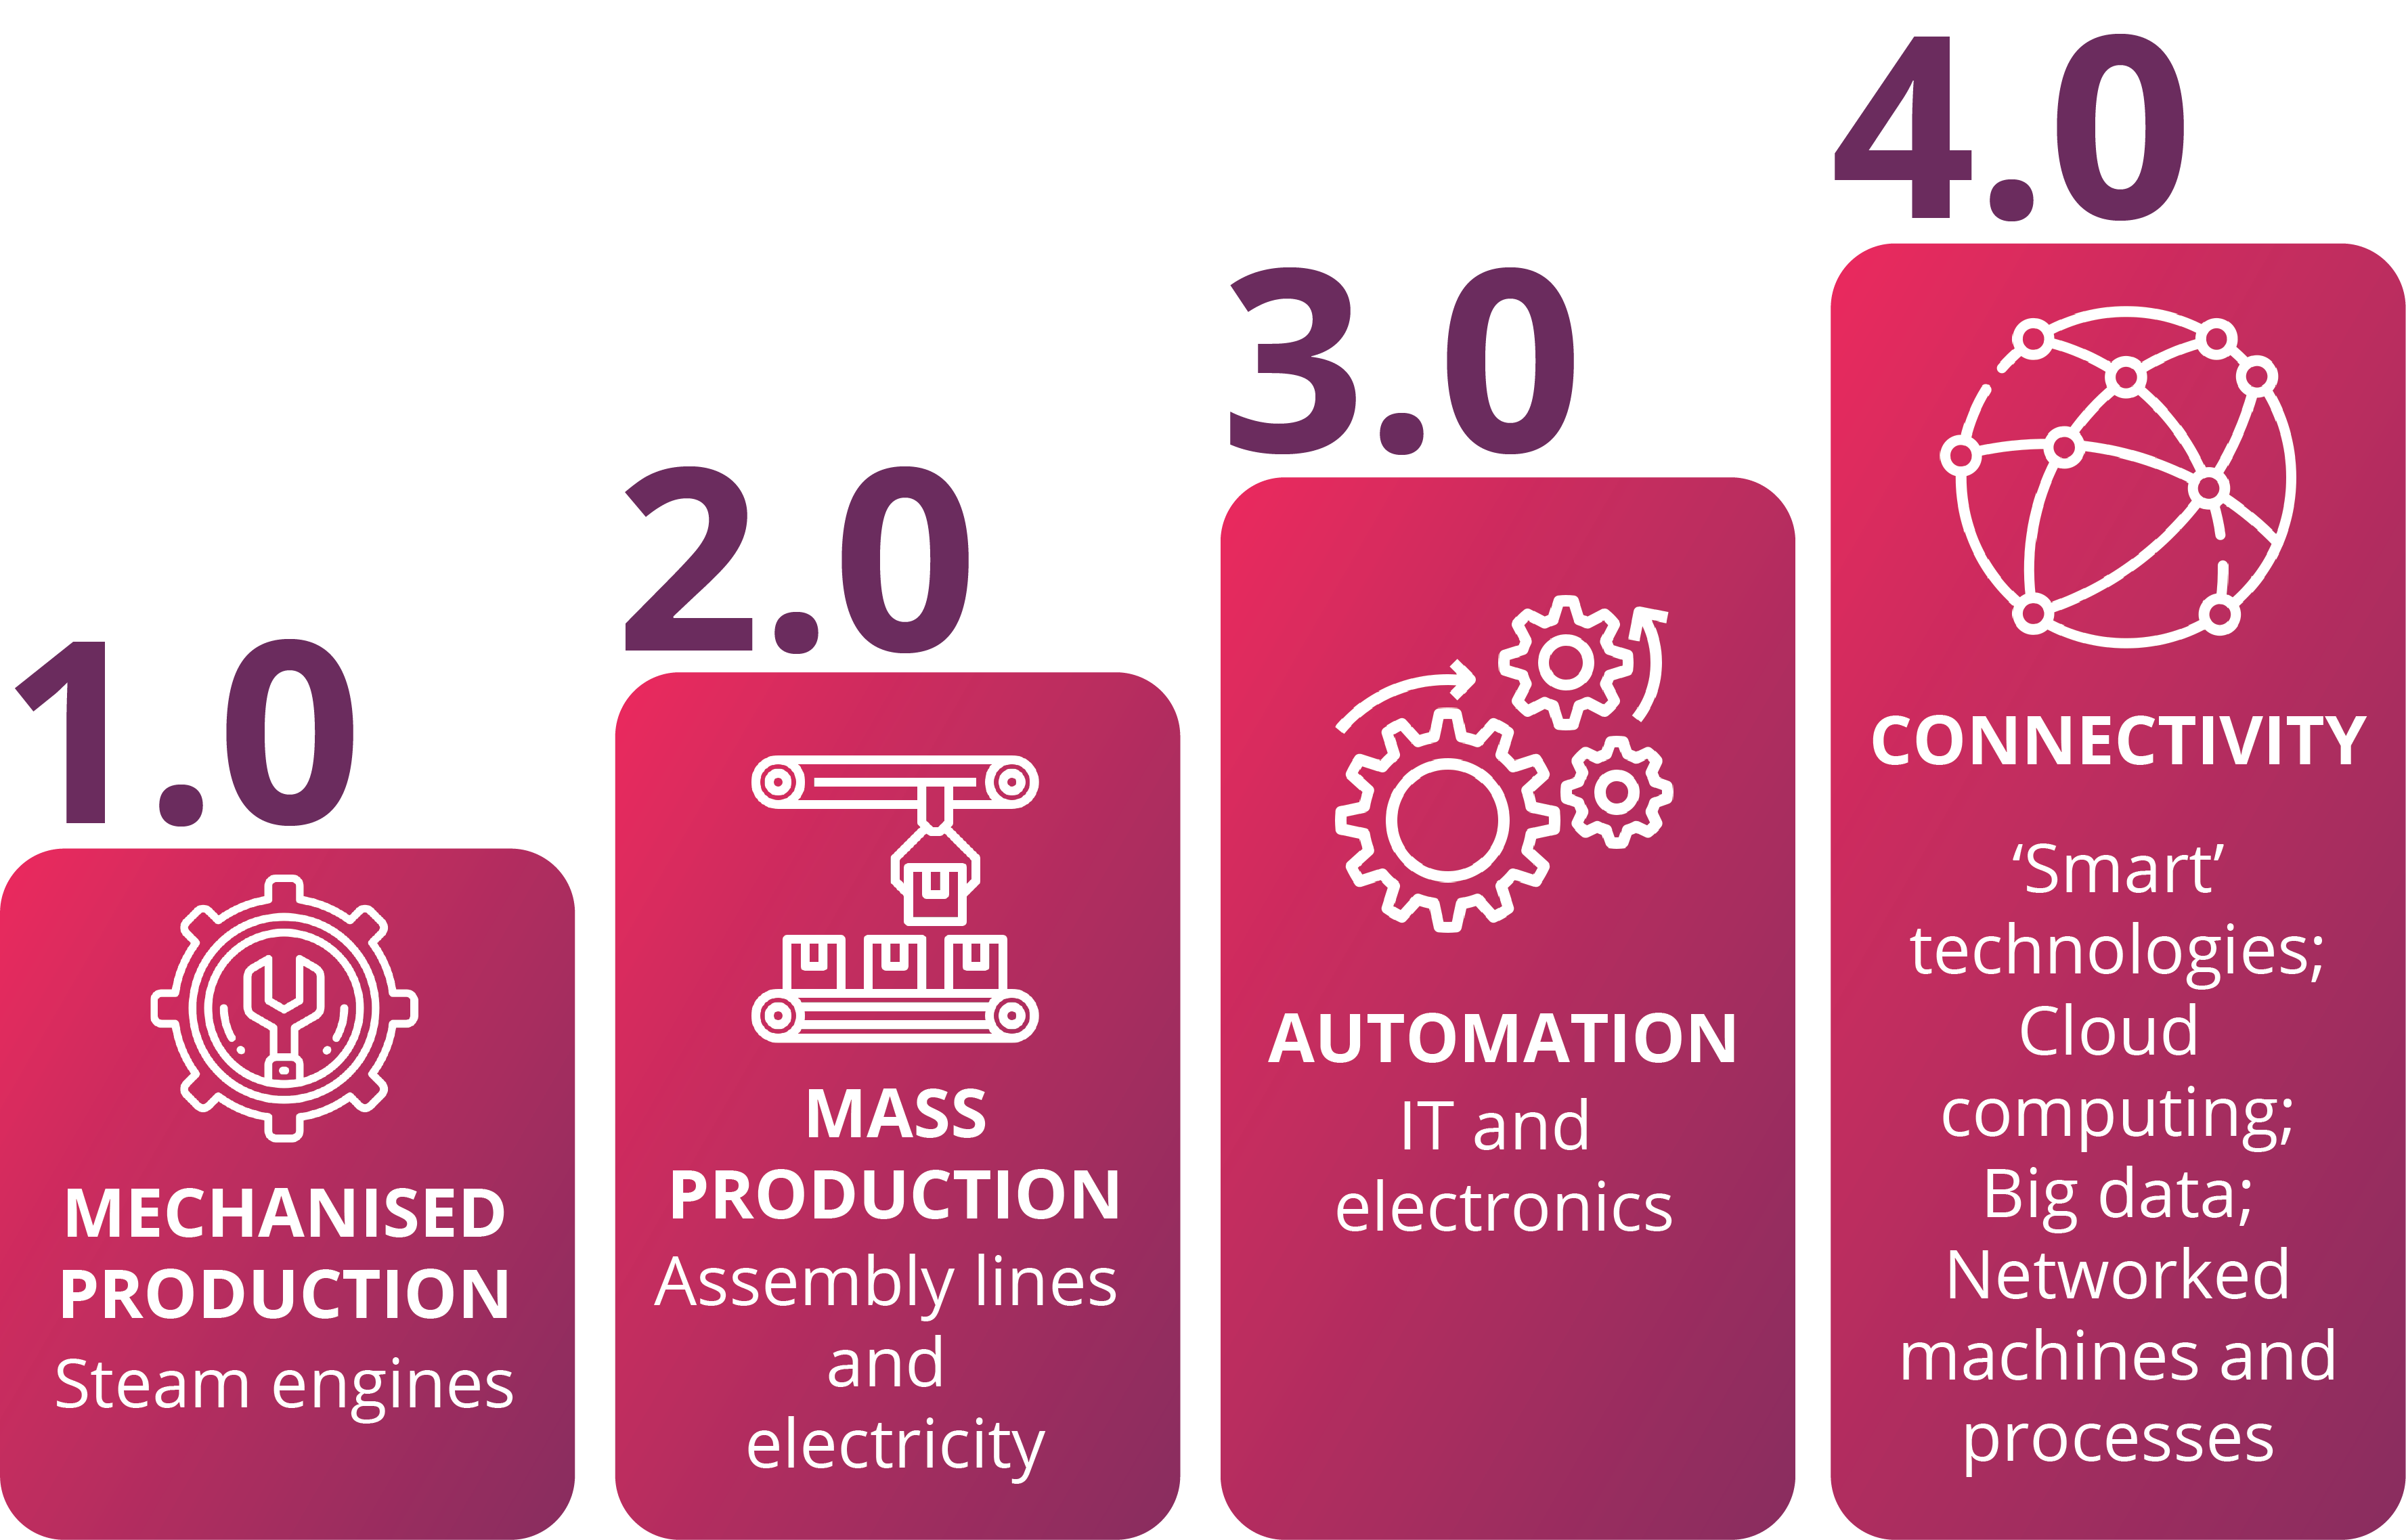 1.0
MECHANISED
PRODUCTION
Steam engines
2.0
MASS
PRODUCTION
Assembly lines
and
electricity
3.0
AUTOMATION
IT and
electronics
4.0
CONNECTIVITY
‘Smart’
technologies;
Cloud
computing;
Big data;
Networked
machines and
processes